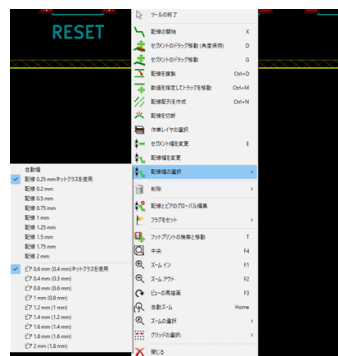 RESET
ツールの終了
配線の開始 X
セグメントのドラッグ移動 (角度保持) D
セグメントのドラッグ移動 G
配線を複製 Ctrl+D
数値を指定してトラックを移動 Ctrl+M
配線配列を作成 Ctrl+N
配線を切断
作業レイヤの選択
セグメント幅を変更 E
配線幅を変更
配線幅の選択
削除
配線とビアのグローバル編集
フラグをセット
フットプリントの検索と移動 T
中央 F4
ズームイン F1
ズームアウト F2
ビューの再描画 F3
自動ズーム Home
ズームの選択
グリッドの選択
閉じる
自動幅
配線 0.25 mmネットクラスを使用
配線 0.2 mm
配線 0.5 mm
配線 0.75 mm
配線 1 mm
配線 1.25 mm
配線 1.5 mm
配線 1.75 mm
配線 2 mm
ビア 0.6 mm (0.4 mm)ネットクラスを使用
ビア 0.4 mm (0.3 mm)
ビア 0.8 mm (0.6 mm)
ビア 1 mm (0.8 mm)
ビア 1.2 mm (1 mm)
ビア 1.4 mm (1.2 mm)
ビア 1.6 mm (1.4 mm)
ビア 1.8 mm (1.6 mm)
ビア 2 mm (1.8 mm)